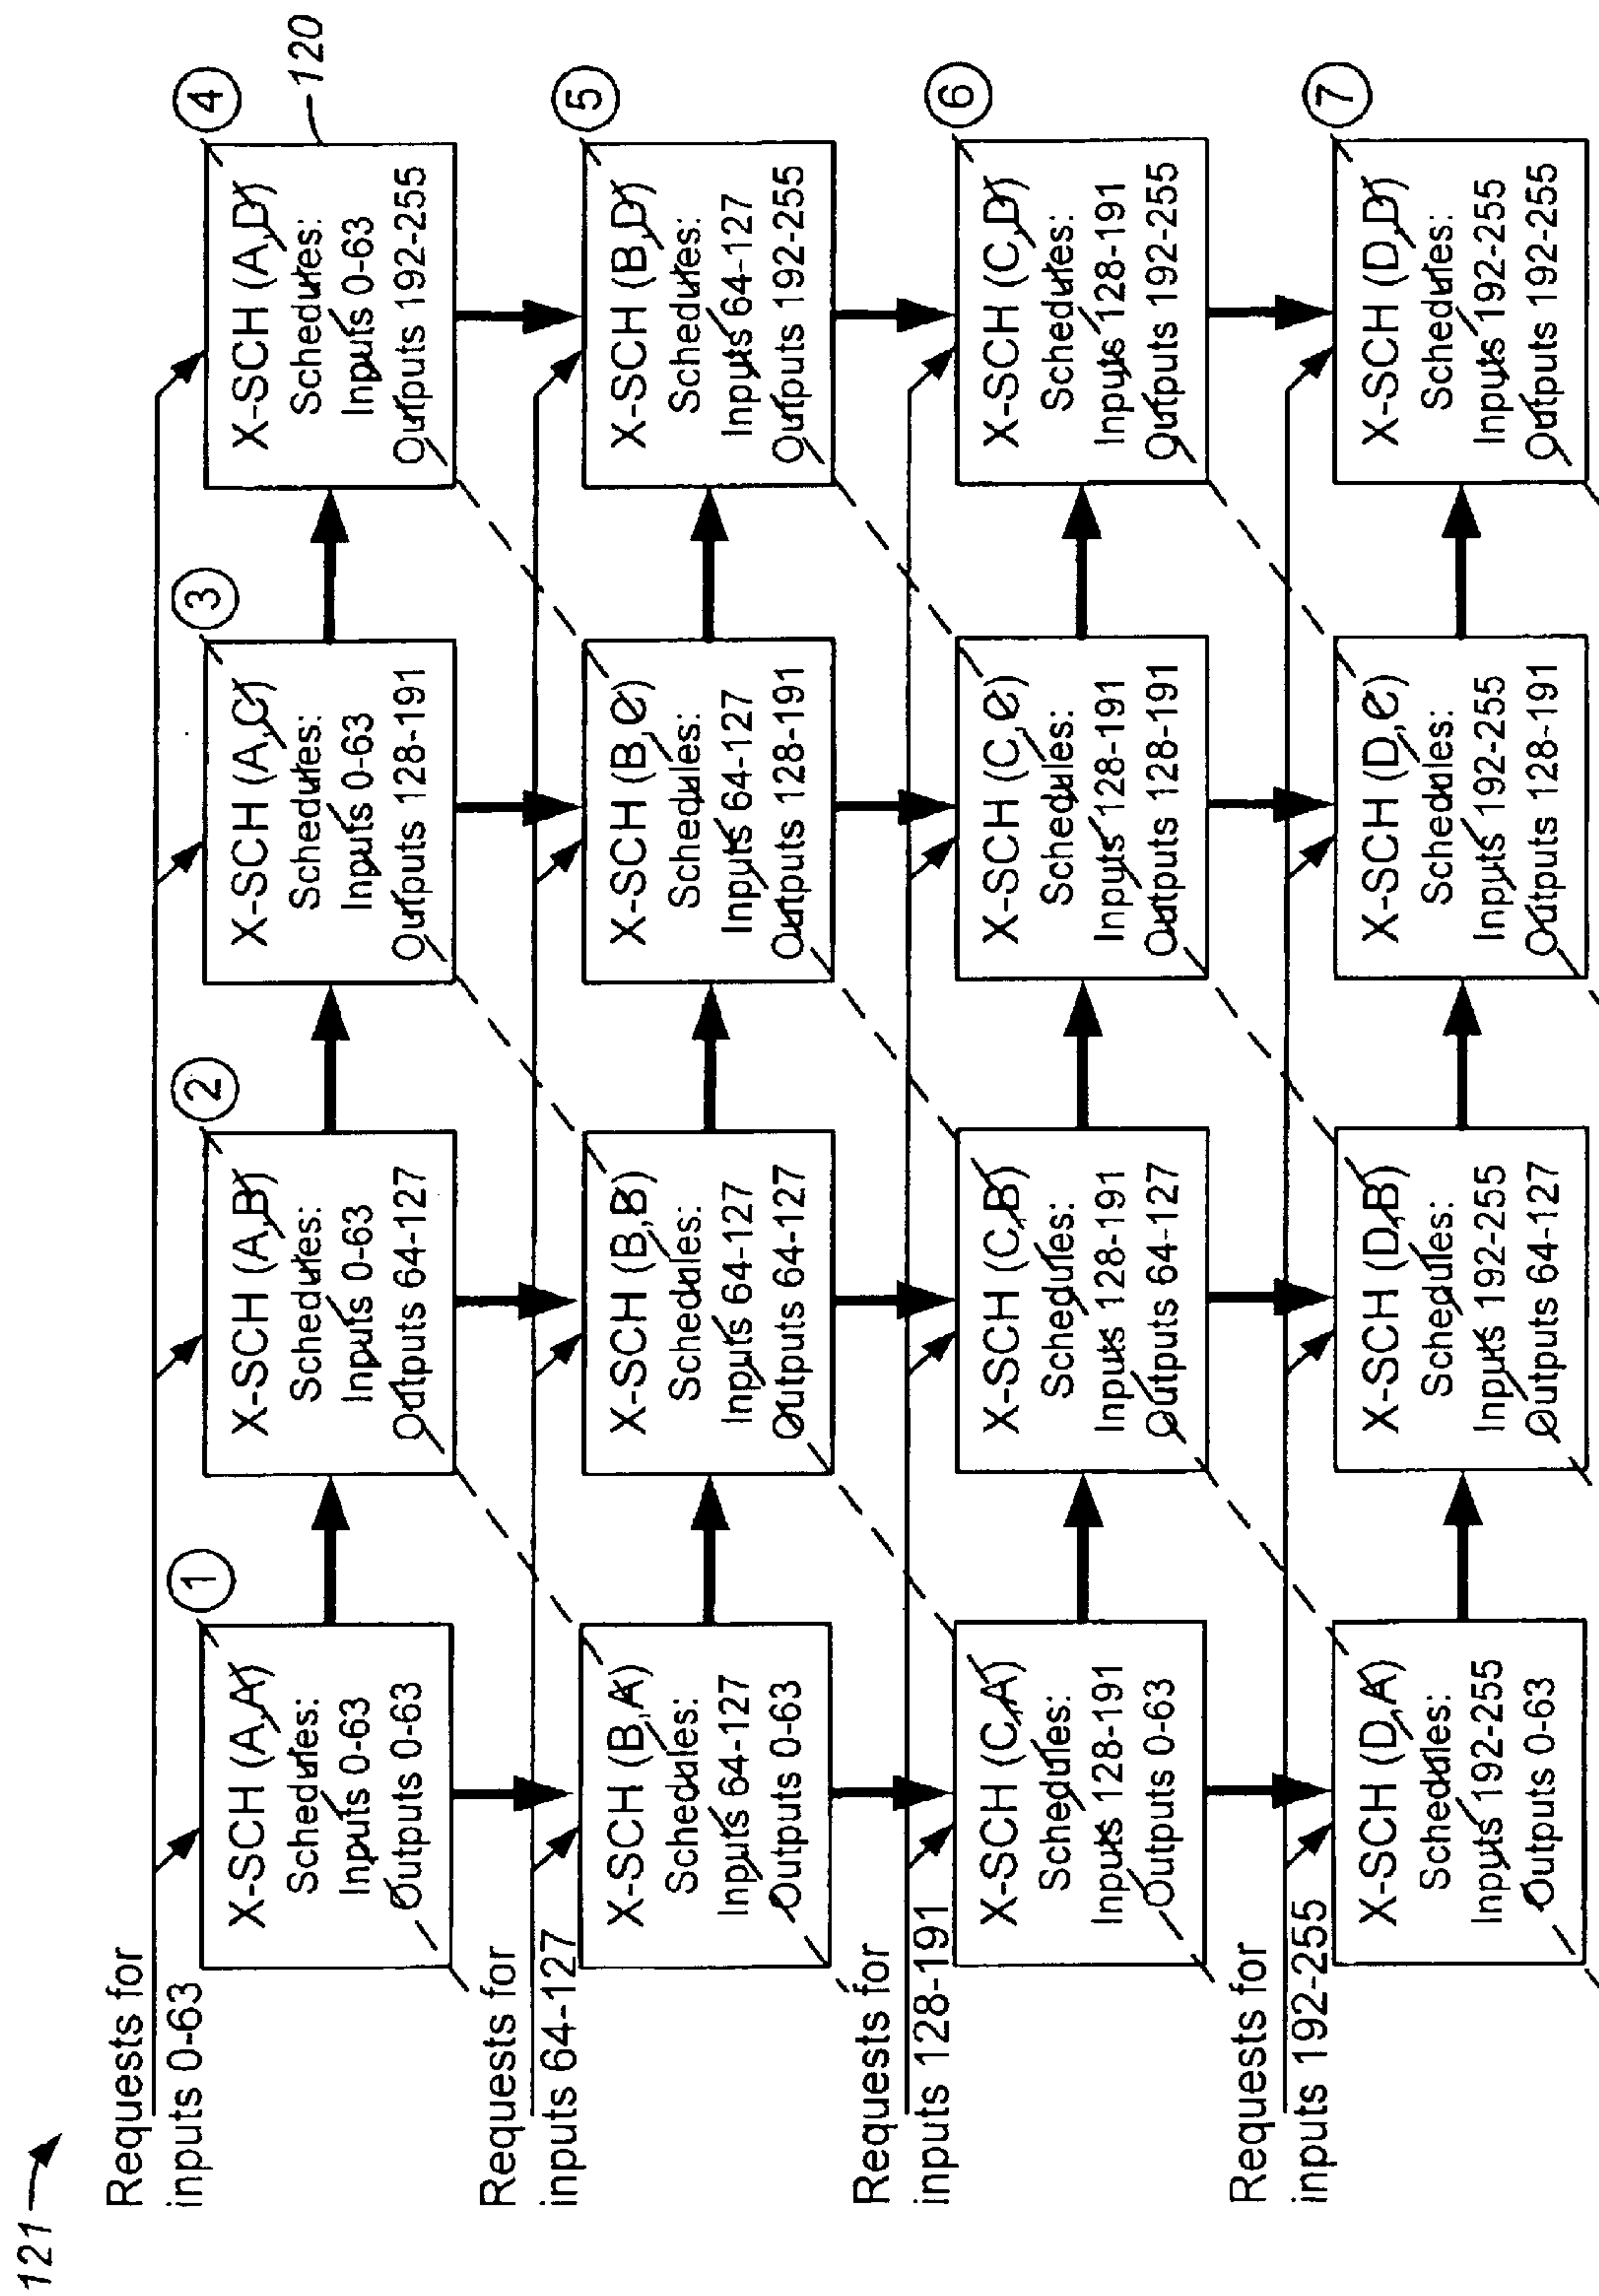 121
Requests for
inputs 0-63
1
2
3
4
120
X-SCH (A,A)
Schedules:
Inputs 0-63
Outputs 0-63
X-SCH (A,B)
Schedules:
Inputs 0-63
Outputs 64-127
X-SCH (A,C)
Schedules:
Inputs 0-63
Outputs 128-191
X-SCH (A,D)
Schedules:
Inputs 0-63
Outputs 192-255
Requests for
inputs 64-127
5
X-SCH (B,A)
Schedules:
Inputs 64-127
Outputs 0-63
X-SCH (B,B)
Schedules:
Inputs 64-127
Outputs 64-127
X-SCH (B,C)
Schedules:
Inputs 64-127
Outputs 128-191
X-SCH (B,D)
Schedules:
Inputs 64-127
Outputs 192-255
Requests for
inputs 128-191
6
X-SCH (C,A)
Schedules:
Inputs 128-191
Outputs 0-63
X-SCH (C,B)
Schedules:
Inputs 128-191
Outputs 64-127
X-SCH (C,C)
Schedules:
Inputs 128-191
Outputs 128-191
X-SCH (C,D)
Schedules:
Inputs 128-191
Outputs 192-255
Requests for
inputs 192-255
7
X-SCH (D,A)
Schedules:
Inputs 192-255
Outputs 0-63
X-SCH (D,B)
Schedules:
Inputs 192-255
Outputs 64-127
X-SCH (D,C)
Schedules:
Inputs 192-255
Outputs 128-191
X-SCH (D,D)
Schedules:
Inputs 192-255
Outputs 192-255